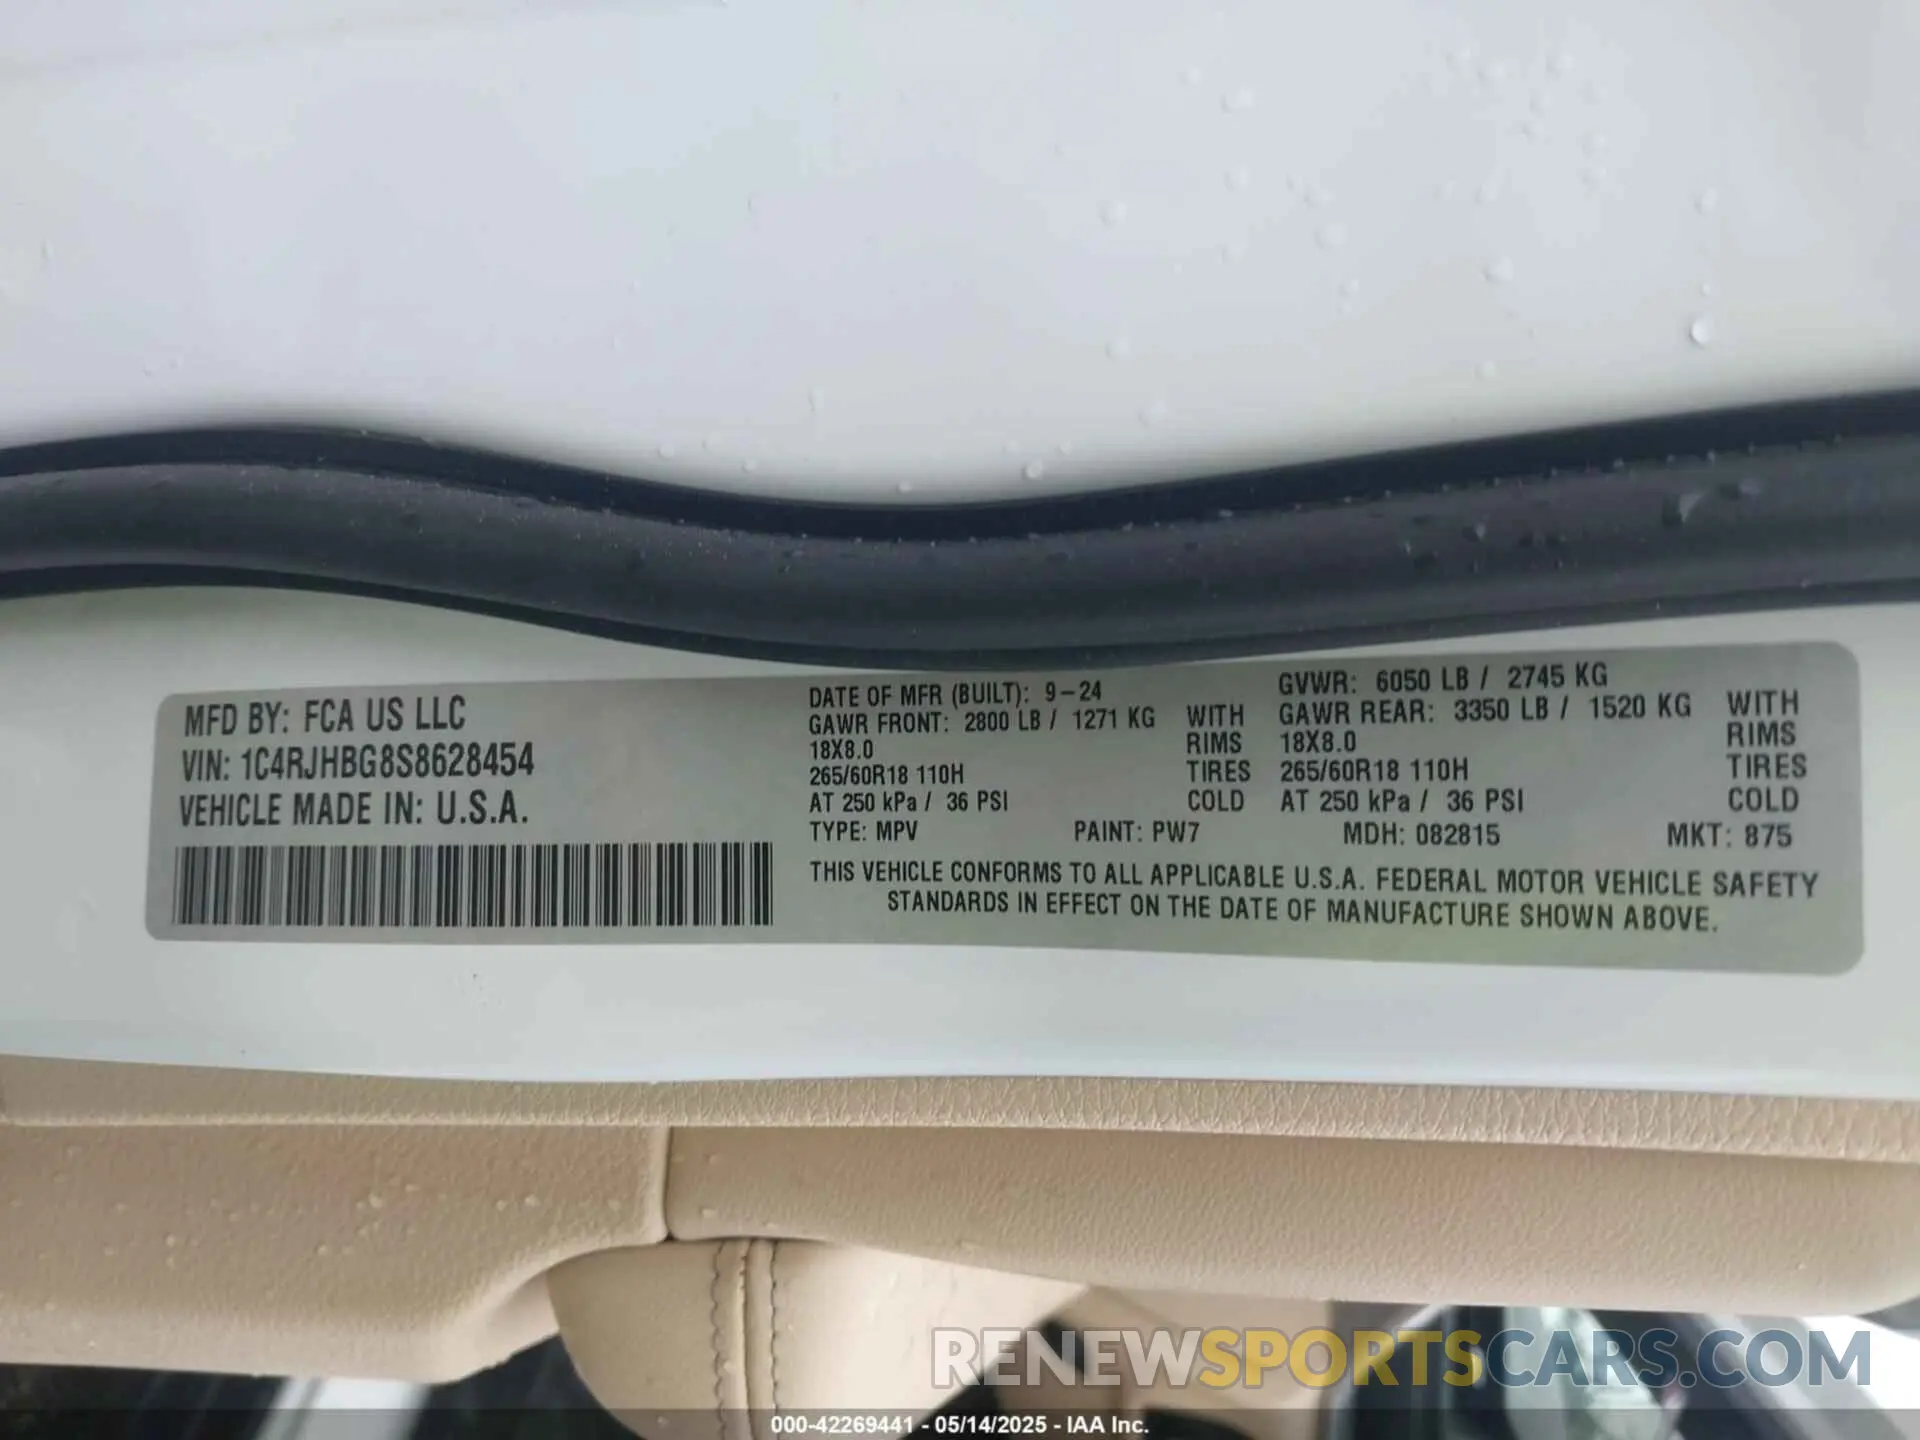 MFD BY: FCA US LLC
VIN: 1C4RJHBG8S8628454
VEHICLE MADE IN: U.S.A.
DATE OF MFR (BUILT): 9-24
GAWR FRONT: 2800 LB / 1271 KG WITH
18X8.0 RIMS
265/60R18 110H TIRES
AT 250 kPa / 36 PSI COLD
GVWR: 6050 LB / 2745 KG
GAWR REAR: 3350 LB / 1520 KG WITH
18X8.0 RIMS
265/60R18 110H TIRES
AT 250 kPa / 36 PSI COLD
TYPE: MPV PAINT: PW7 MDH: 082815 MKT: 875
THIS VEHICLE CONFORMS TO ALL APPLICABLE U.S.A. FEDERAL MOTOR VEHICLE SAFETY
STANDARDS IN EFFECT ON THE DATE OF MANUFACTURE SHOWN ABOVE.
RENEWSPORTSCARS.COM
000-42269441 - 05/14/2025 - IAA Inc.